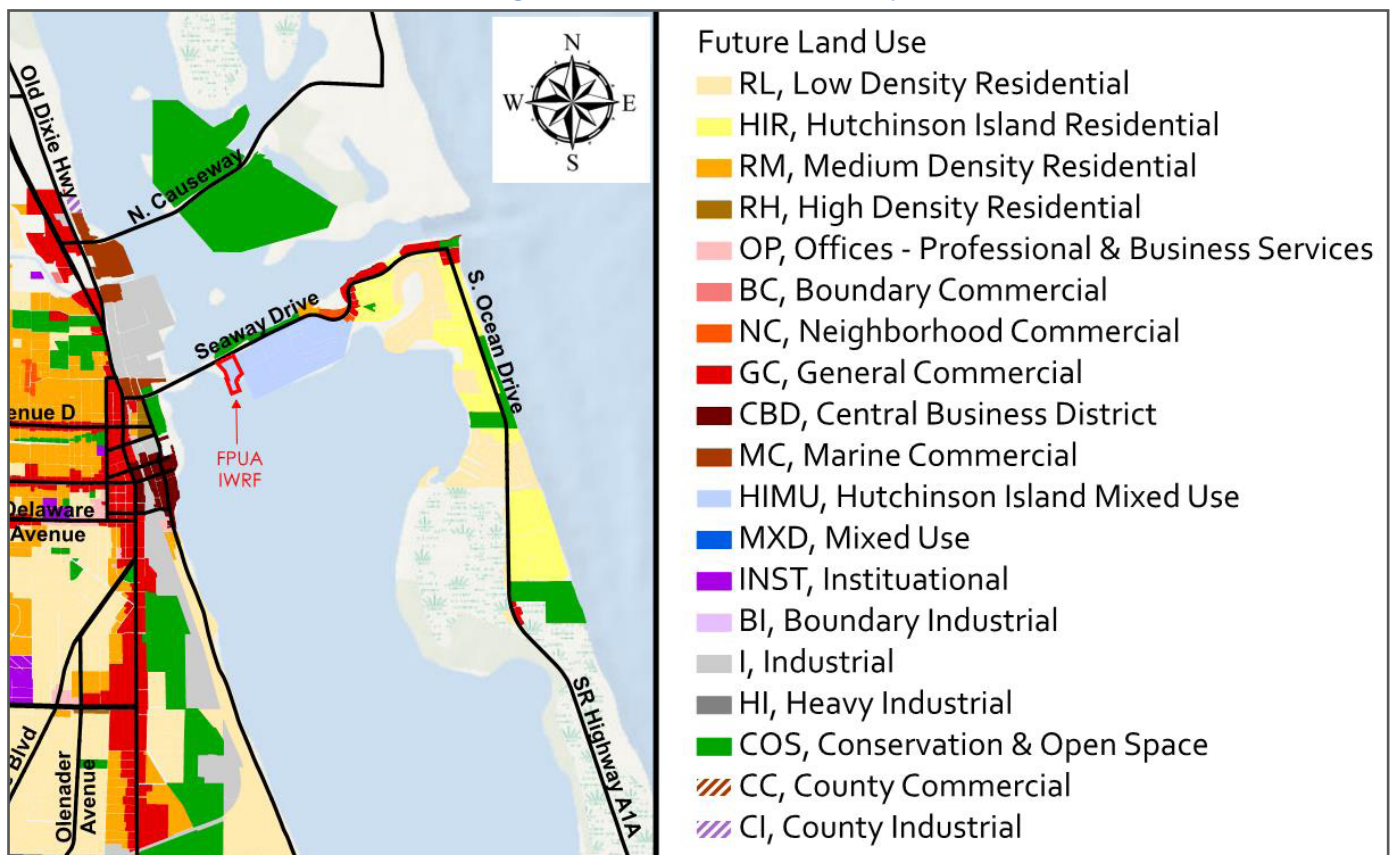 N
W E
S
Old Dixie Hwy
N. Causeway
Seaway Drive
S. Ocean Drive
enue D
FPUA
IWRF
Delaware
Avenue
Blvd
Olenader
Avenue
SR Highway A1A
Future Land Use
RL, Low Density Residential
HIR, Hutchinson Island Residential
RM, Medium Density Residential
RH, High Density Residential
OP, Offices - Professional & Business Services
BC, Boundary Commercial
NC, Neighborhood Commercial
GC, General Commercial
CBD, Central Business District
MC, Marine Commercial
HIMU, Hutchinson Island Mixed Use
MXD, Mixed Use
INST, Instituational
BI, Boundary Industrial
I, Industrial
HI, Heavy Industrial
COS, Conservation & Open Space
CC, County Commercial
CI, County Industrial